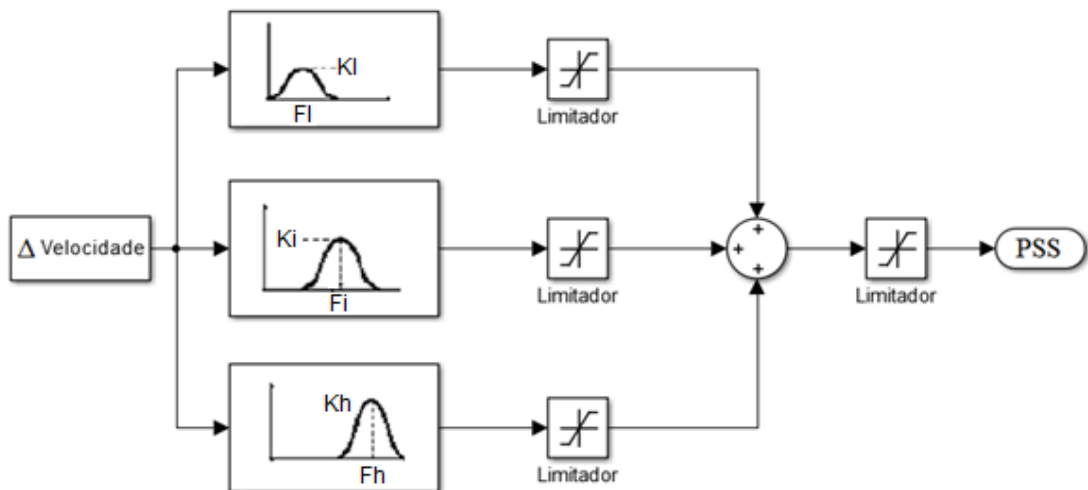 Kl
Fl
Limitador
Δ Velocidade
Ki
Fi
Limitador
+
+
+
Limitador
PSS
Kh
Fh
Limitador